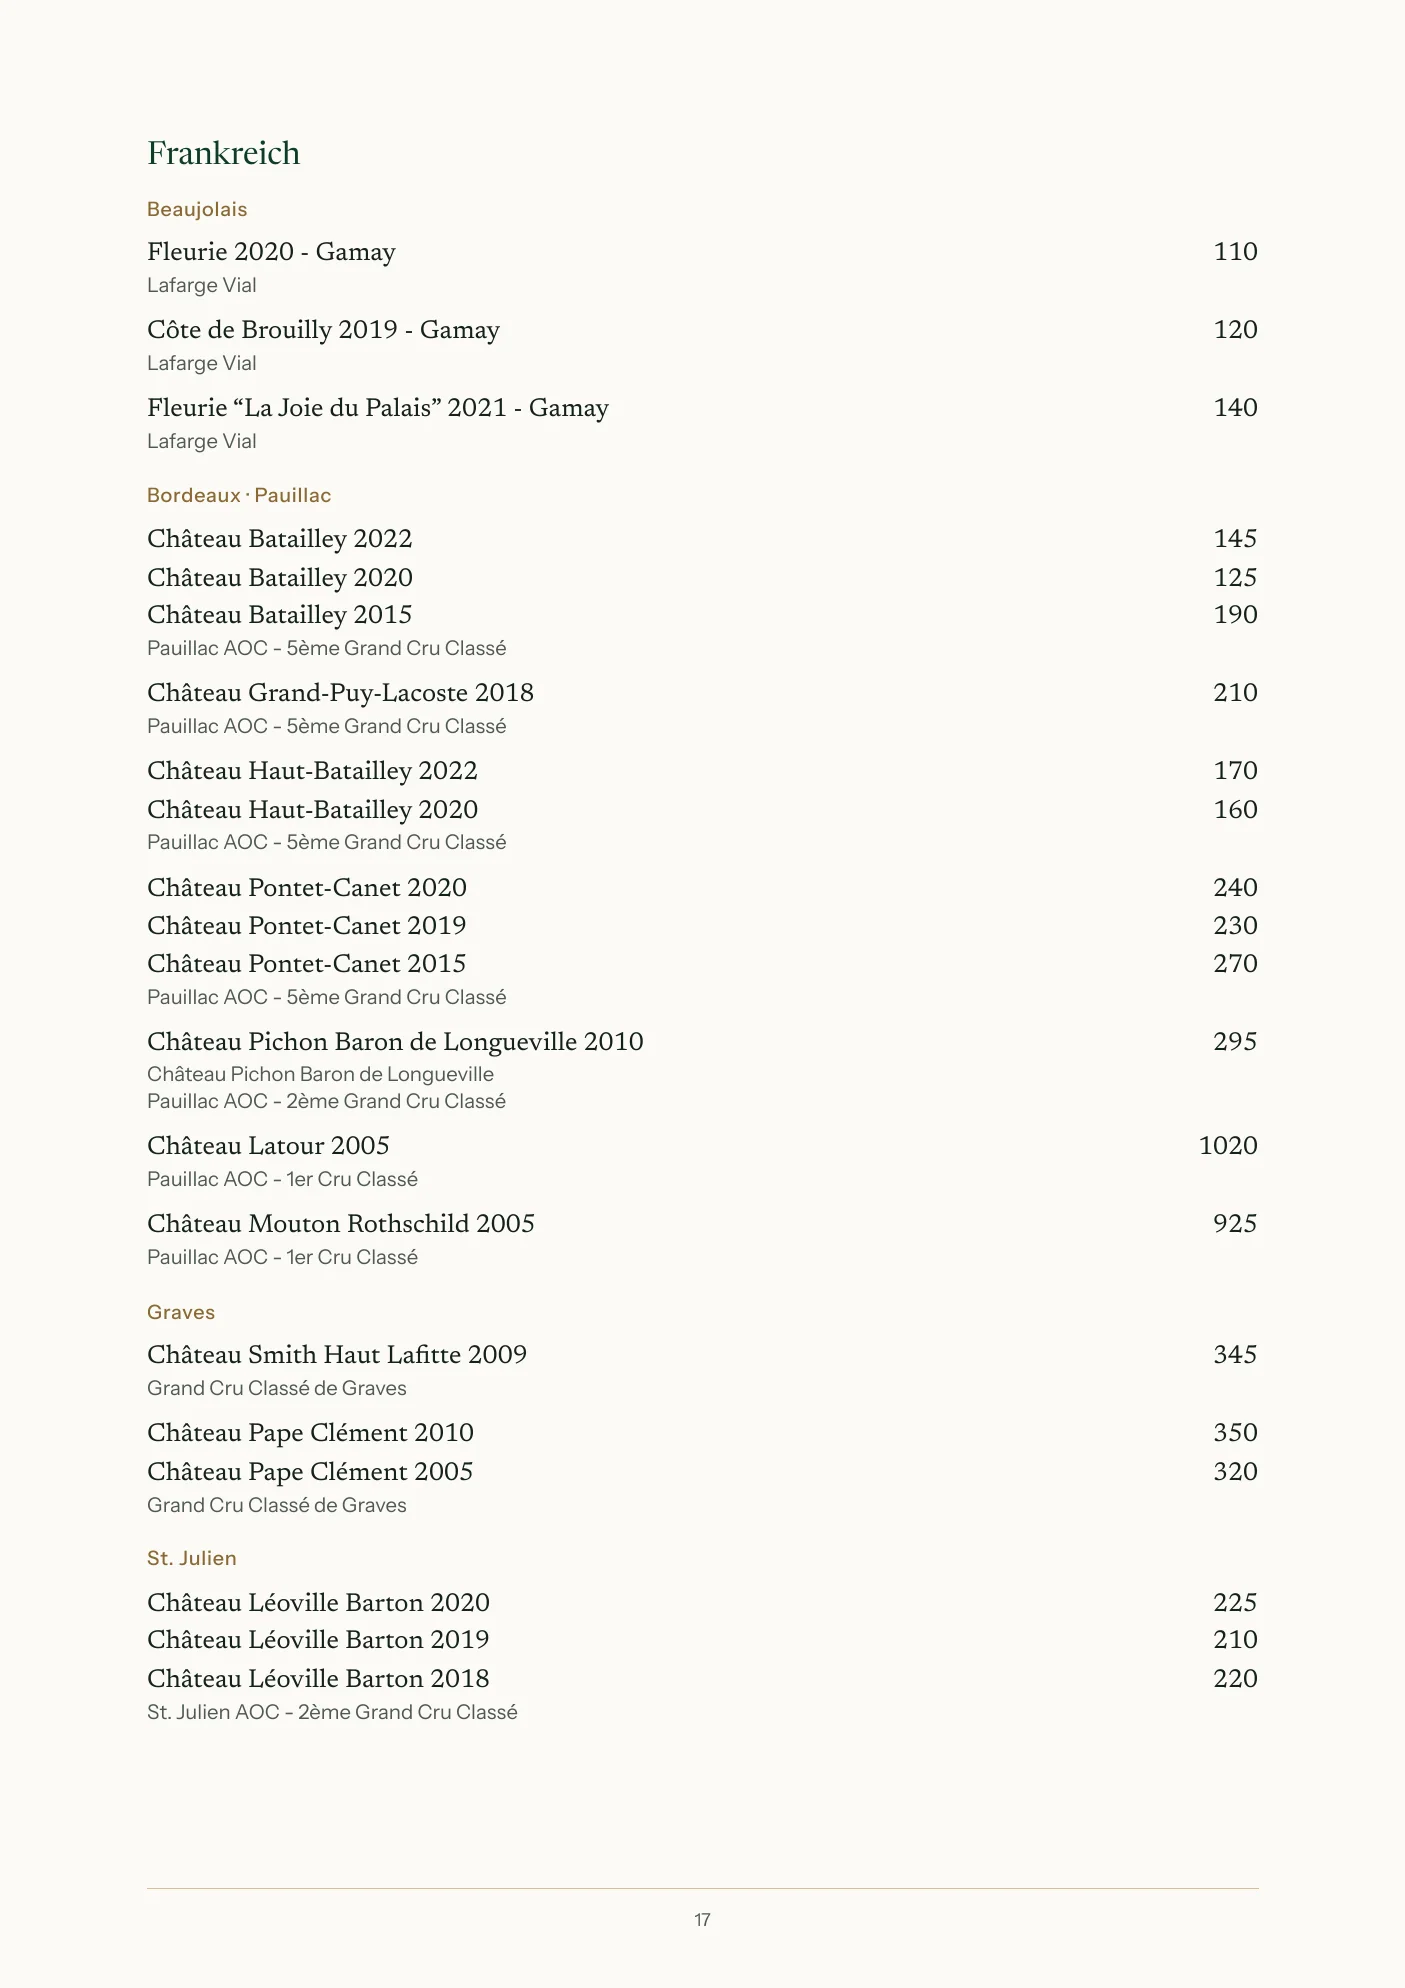 Frankreich
Beaujolais
Fleurie 2020 - Gamay 110
Lafarge Vial
Côte de Brouilly 2019 - Gamay 120
Lafarge Vial
Fleurie “La Joie du Palais” 2021 - Gamay 140
Lafarge Vial
Bordeaux · Pauillac
Château Batailley 2022 145
Château Batailley 2020 125
Château Batailley 2015 190
Pauillac AOC - 5ème Grand Cru Classé
Château Grand-Puy-Lacoste 2018 210
Pauillac AOC - 5ème Grand Cru Classé
Château Haut-Batailley 2022 170
Château Haut-Batailley 2020 160
Pauillac AOC - 5ème Grand Cru Classé
Château Pontet-Canet 2020 240
Château Pontet-Canet 2019 230
Château Pontet-Canet 2015 270
Pauillac AOC - 5ème Grand Cru Classé
Château Pichon Baron de Longueville 2010 295
Château Pichon Baron de Longueville
Pauillac AOC - 2ème Grand Cru Classé
Château Latour 2005 1020
Pauillac AOC - 1er Cru Classé
Château Mouton Rothschild 2005 925
Pauillac AOC - 1er Cru Classé
Graves
Château Smith Haut Lafitte 2009 345
Grand Cru Classé de Graves
Château Pape Clément 2010 350
Château Pape Clément 2005 320
Grand Cru Classé de Graves
St. Julien
Château Léoville Barton 2020 225
Château Léoville Barton 2019 210
Château Léoville Barton 2018 220
St. Julien AOC - 2ème Grand Cru Classé
17